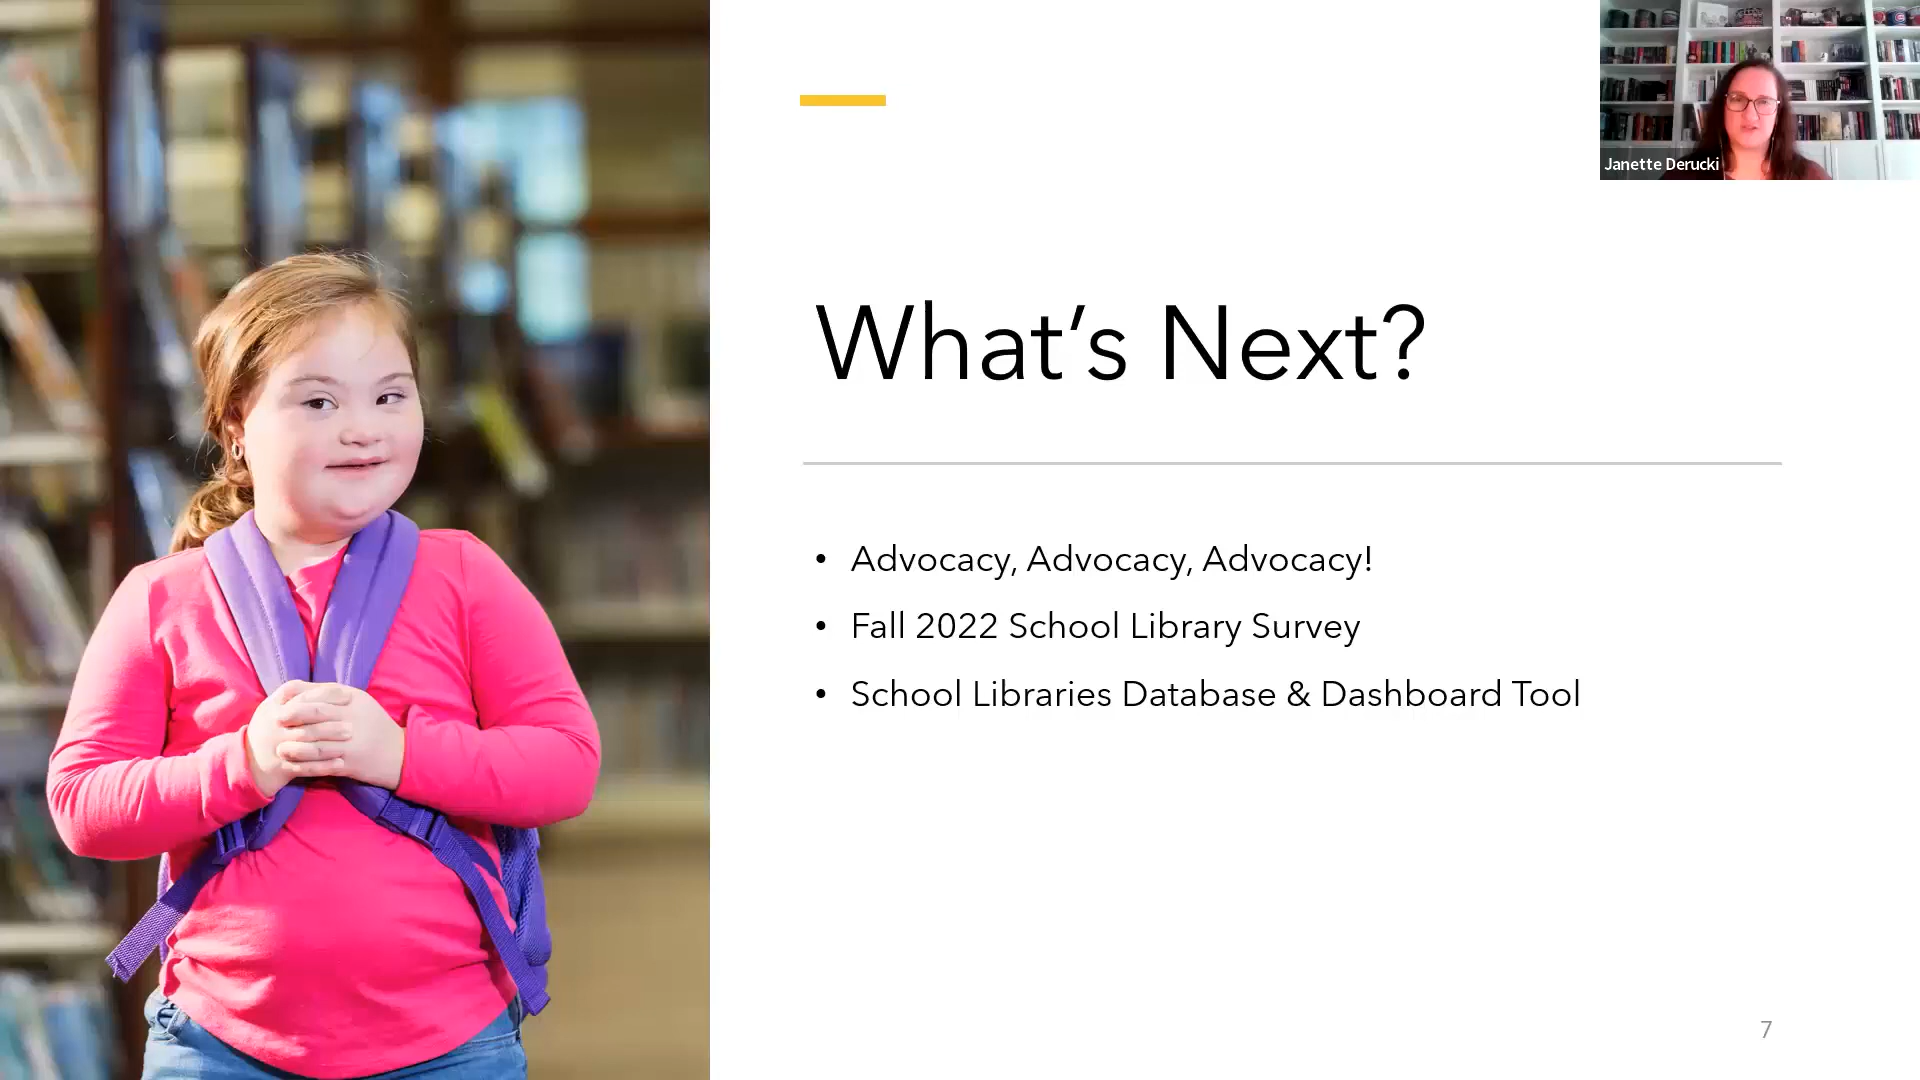 Janette Derucki
What’s Next?
• Advocacy, Advocacy, Advocacy!
• Fall 2022 School Library Survey
• School Libraries Database & Dashboard Tool
7